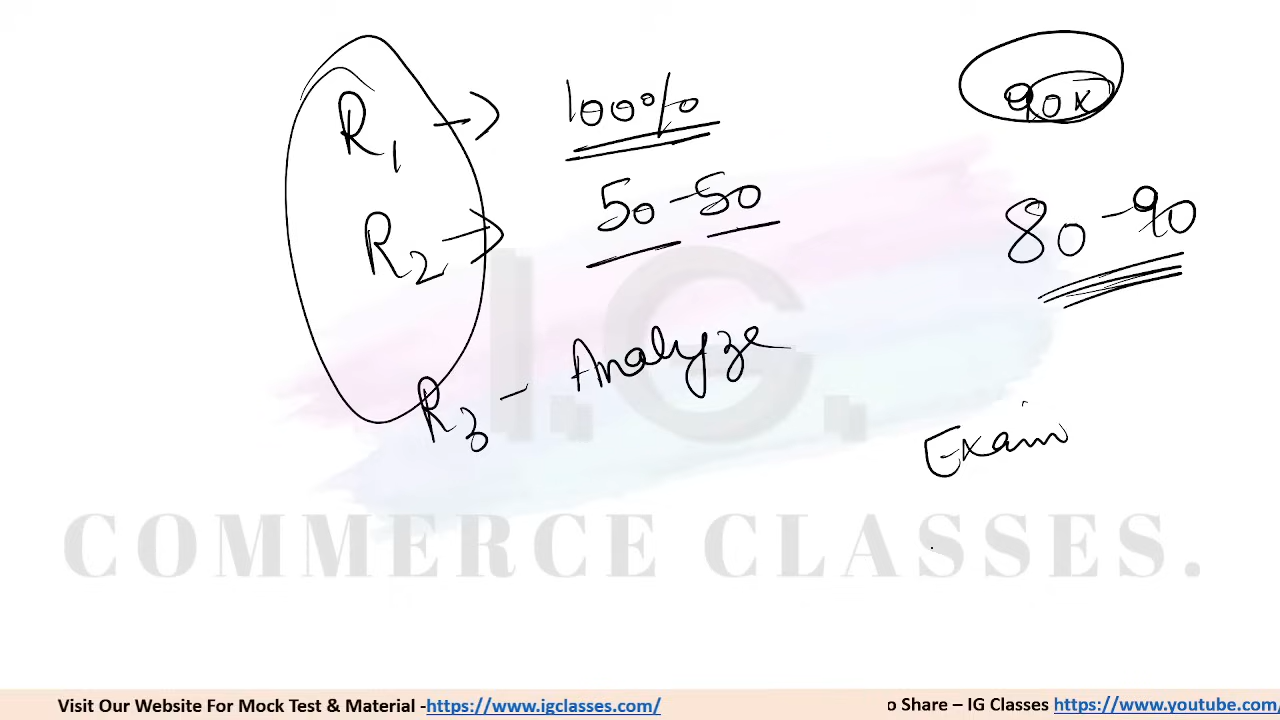 R1 → 100%
90%
R2 → 50-50
80-90
R3 - Analyze
Exam
I.G.
COMMERCE CLASSES.
Visit Our Website For Mock Test & Material -https://www.igclasses.com/
o Share – IG Classes https://www.youtube.com/